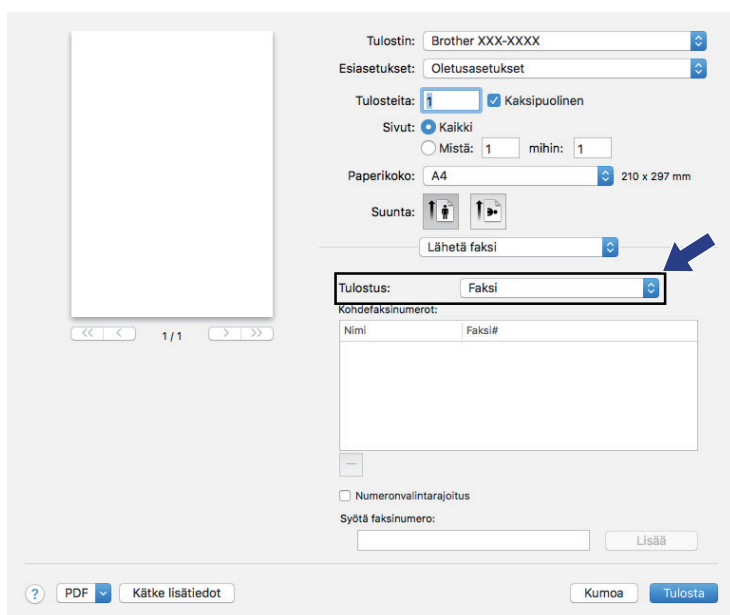 Tulostin: Brother XXX-XXXX
Esiasetukset: Oletusasetukset
Tulosteita: 1 Kaksipuolinen
Sivut: Kaikki
Mistä: 1 mihin: 1
Paperikoko: A4 210 x 297 mm
Suunta:
Lähetä faksi
Tulostus: Faksi
Kohdefaksinumerot:
Nimi Faksi#
<< < 1 / 1 > >>
Numeronvalintarajoitus
Syötä faksinumero:
Lisää
? PDF Kätke lisätiedot Kumoa Tulosta